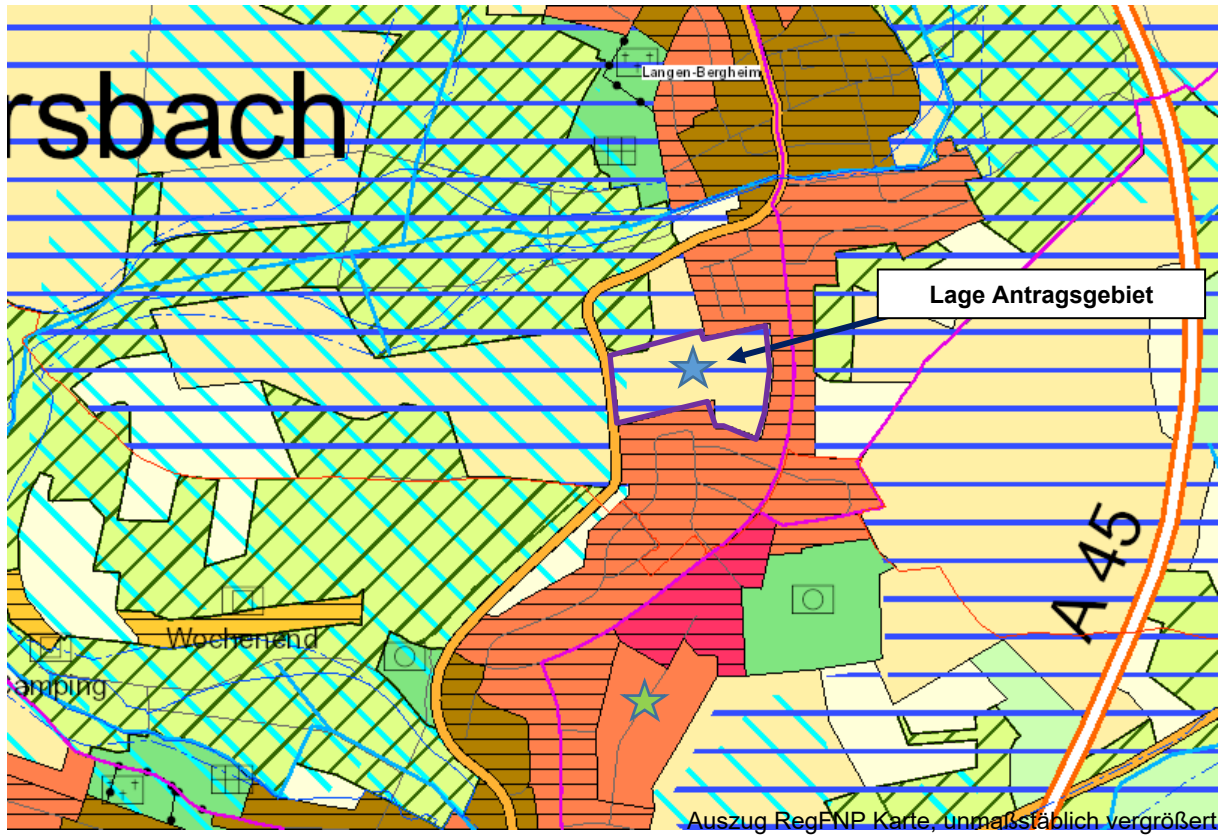 Langen-Bergheim
rsbach
Lage Antragsgebiet
A 45
Wochenend
amping
Auszug RegFNP Karte, unmaßstäblich vergrößert